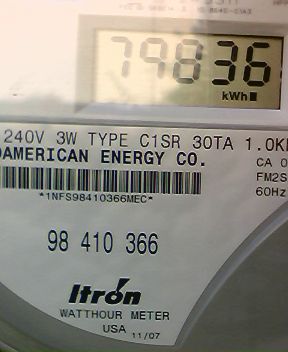 79836
kWh
240V 3W TYPE C1SR 30TA 1.0K
AMERICAN ENERGY CO.
CA 0
FM2S
60Hz
*1NFS98410366MEC*
98 410 366
Itron
WATTHOUR METER
USA 11/07